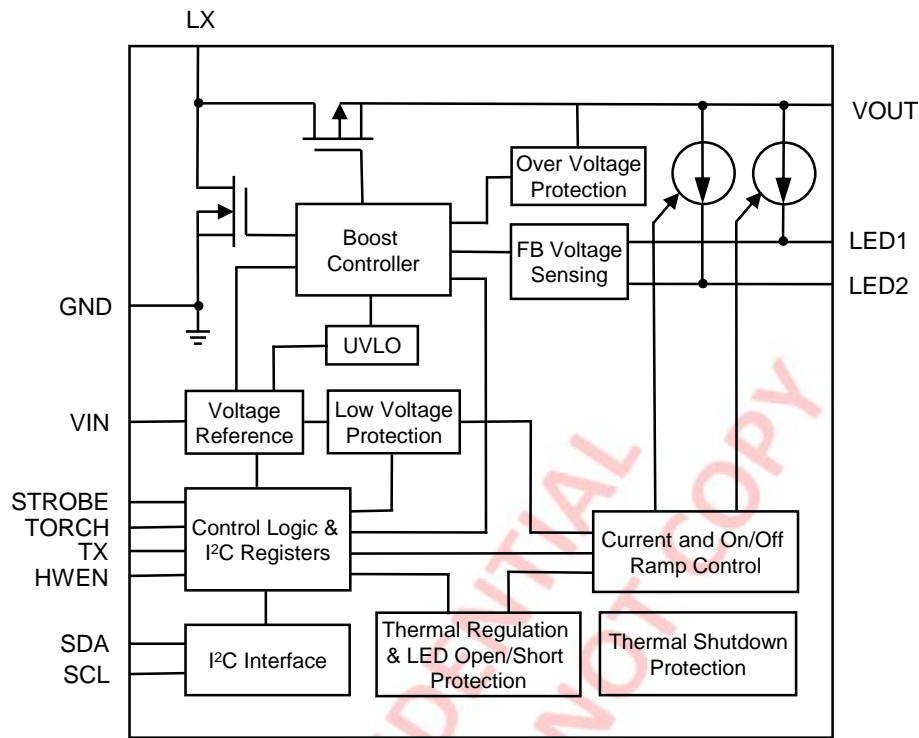 LX
VOUT
Over Voltage
Protection
Boost
Controller
FB Voltage
Sensing
LED1
LED2
GND
UVLO
VIN
Voltage
Reference
Low Voltage
Protection
STROBE
TORCH
TX
HWEN
Control Logic &
I²C Registers
Current and On/Off
Ramp Control
SDA
SCL
I²C Interface
Thermal Regulation
& LED Open/Short
Protection
Thermal Shutdown
Protection
NOT COPY